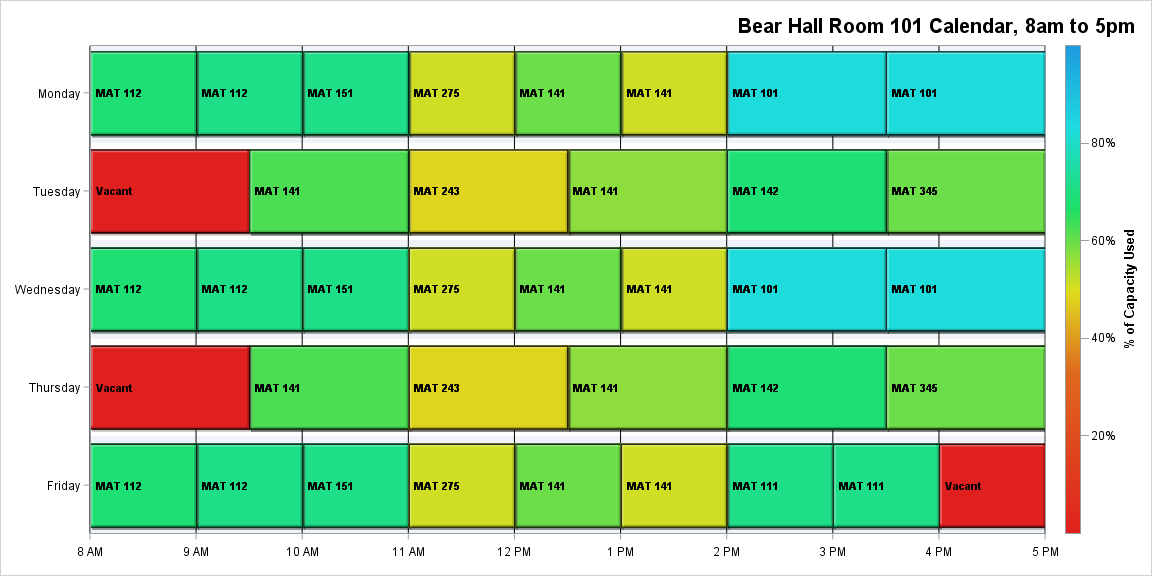 Bear Hall Room 101 Calendar, 8am to 5pm
Monday
MAT 112
MAT 112
MAT 151
MAT 275
MAT 141
MAT 141
MAT 101
MAT 101
Tuesday
Vacant
MAT 141
MAT 243
MAT 141
MAT 142
MAT 345
Wednesday
MAT 112
MAT 112
MAT 151
MAT 275
MAT 141
MAT 141
MAT 101
MAT 101
Thursday
Vacant
MAT 141
MAT 243
MAT 141
MAT 142
MAT 345
Friday
MAT 112
MAT 112
MAT 151
MAT 275
MAT 141
MAT 141
MAT 111
MAT 111
Vacant
8 AM
9 AM
10 AM
11 AM
12 PM
1 PM
2 PM
3 PM
4 PM
5 PM
80%
60%
40%
20%
% of Capacity Used